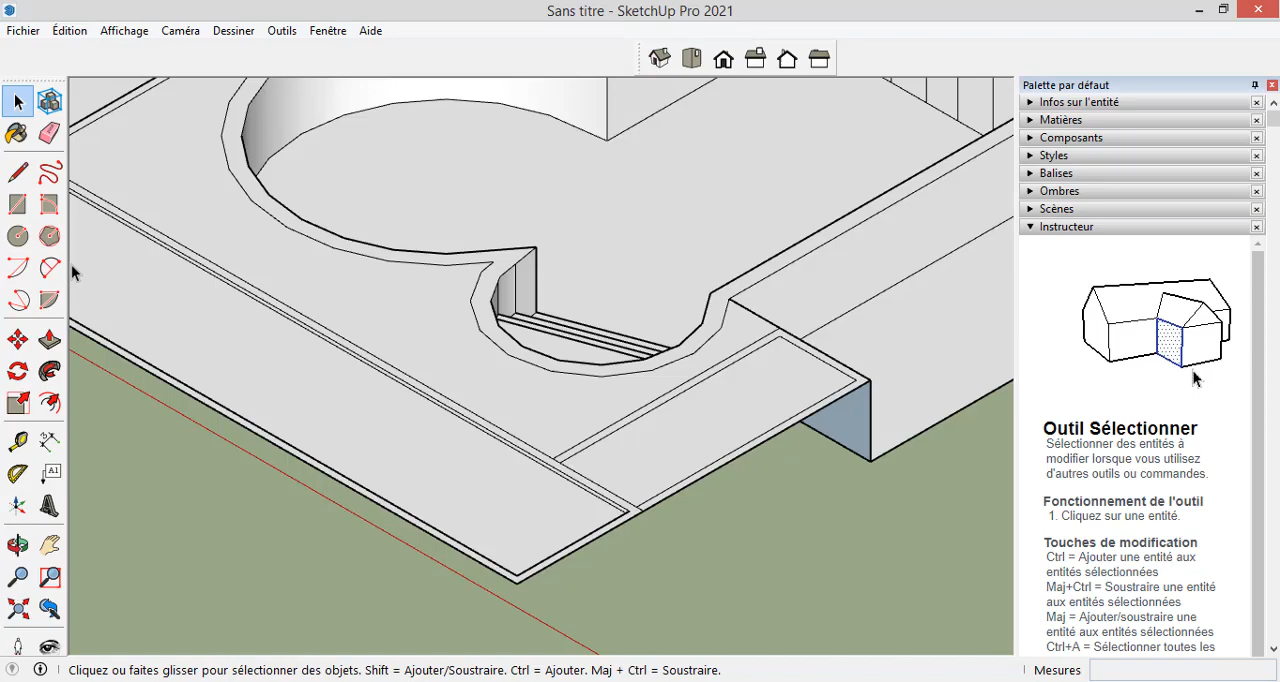 Sans titre - SketchUp Pro 2021
Fichier Édition Affichage Caméra Dessiner Outils Fenêtre Aide
Palette par défaut
Infos sur l'entité
Matières
Composants
Styles
Balises
Ombres
Scènes
Instructeur
A1
Outil Sélectionner
Sélectionner des entités à
modifier lorsque vous utilisez
d'autres outils ou commandes.
Fonctionnement de l'outil
1. Cliquez sur une entité.
Touches de modification
Ctrl = Ajouter une entité aux
entités sélectionnées
Maj+Ctrl = Soustraire une entité
aux entités sélectionnées
Maj = Ajouter/soustraire une
entité aux entités sélectionnées
Ctrl+A = Sélectionner toutes les
Cliquez ou faites glisser pour sélectionner des objets. Shift = Ajouter/Soustraire. Ctrl = Ajouter. Maj + Ctrl = Soustraire.
Mesures